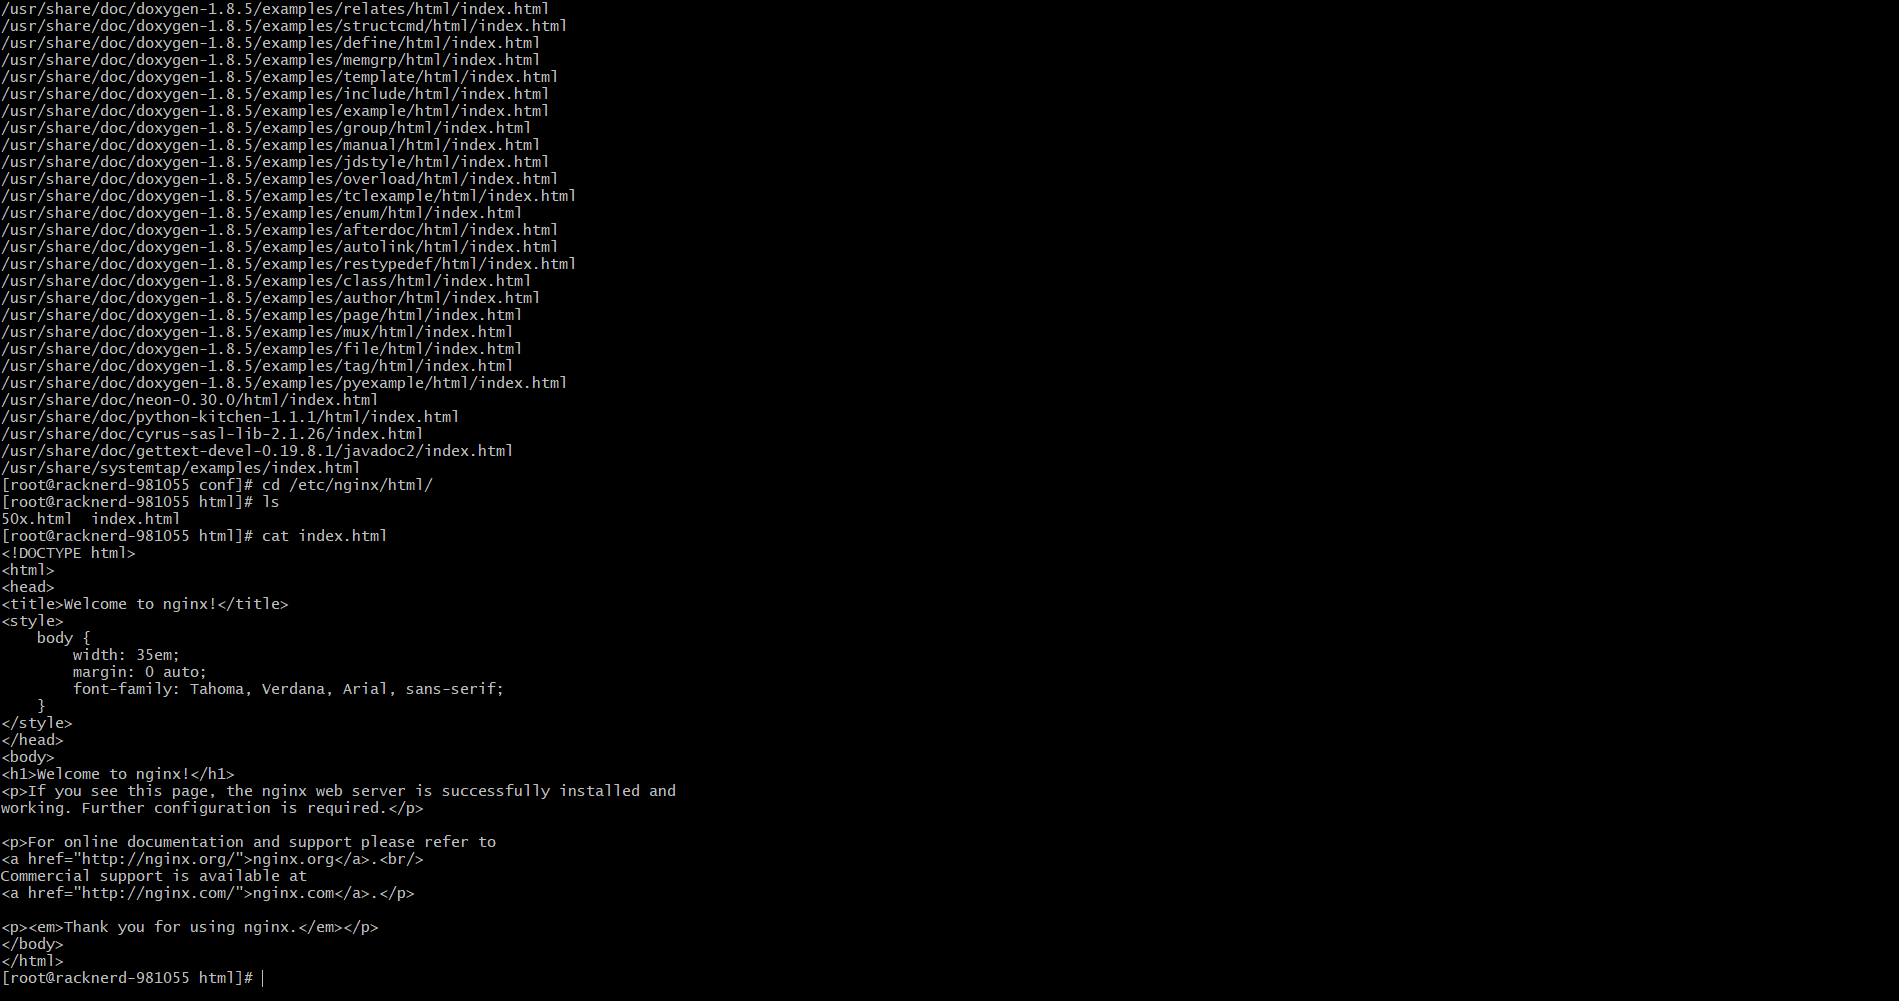 /usr/share/doc/doxygen-1.8.5/examples/relates/html/index.html
/usr/share/doc/doxygen-1.8.5/examples/structcmd/html/index.html
/usr/share/doc/doxygen-1.8.5/examples/define/html/index.html
/usr/share/doc/doxygen-1.8.5/examples/memgrp/html/index.html
/usr/share/doc/doxygen-1.8.5/examples/template/html/index.html
/usr/share/doc/doxygen-1.8.5/examples/include/html/index.html
/usr/share/doc/doxygen-1.8.5/examples/example/html/index.html
/usr/share/doc/doxygen-1.8.5/examples/group/html/index.html
/usr/share/doc/doxygen-1.8.5/examples/manual/html/index.html
/usr/share/doc/doxygen-1.8.5/examples/jdstyle/html/index.html
/usr/share/doc/doxygen-1.8.5/examples/overload/html/index.html
/usr/share/doc/doxygen-1.8.5/examples/tclexample/html/index.html
/usr/share/doc/doxygen-1.8.5/examples/enum/html/index.html
/usr/share/doc/doxygen-1.8.5/examples/afterdoc/html/index.html
/usr/share/doc/doxygen-1.8.5/examples/autolink/html/index.html
/usr/share/doc/doxygen-1.8.5/examples/restypedef/html/index.html
/usr/share/doc/doxygen-1.8.5/examples/class/html/index.html
/usr/share/doc/doxygen-1.8.5/examples/author/html/index.html
/usr/share/doc/doxygen-1.8.5/examples/page/html/index.html
/usr/share/doc/doxygen-1.8.5/examples/mux/html/index.html
/usr/share/doc/doxygen-1.8.5/examples/file/html/index.html
/usr/share/doc/doxygen-1.8.5/examples/tag/html/index.html
/usr/share/doc/doxygen-1.8.5/examples/pyexample/html/index.html
/usr/share/doc/neon-0.30.0/html/index.html
/usr/share/doc/python-kitchen-1.1.1/html/index.html
/usr/share/doc/cyrus-sasl-lib-2.1.26/index.html
/usr/share/doc/gettext-devel-0.19.8.1/javadoc2/index.html
/usr/share/systemtap/examples/index.html
[root@racknerd-981055 conf]# cd /etc/nginx/html/
[root@racknerd-981055 html]# ls
50x.html  index.html
[root@racknerd-981055 html]# cat index.html
<!DOCTYPE html>
<html>
<head>
<title>Welcome to nginx!</title>
<style>
    body {
        width: 35em;
        margin: 0 auto;
        font-family: Tahoma, Verdana, Arial, sans-serif;
    }
</style>
</head>
<body>
<h1>Welcome to nginx!</h1>
<p>If you see this page, the nginx web server is successfully installed and
working. Further configuration is required.</p>

<p>For online documentation and support please refer to
<a href="http://nginx.org/">nginx.org</a>.<br/>
Commercial support is available at
<a href="http://nginx.com/">nginx.com</a>.</p>

<p><em>Thank you for using nginx.</em></p>
</body>
</html>
[root@racknerd-981055 html]#